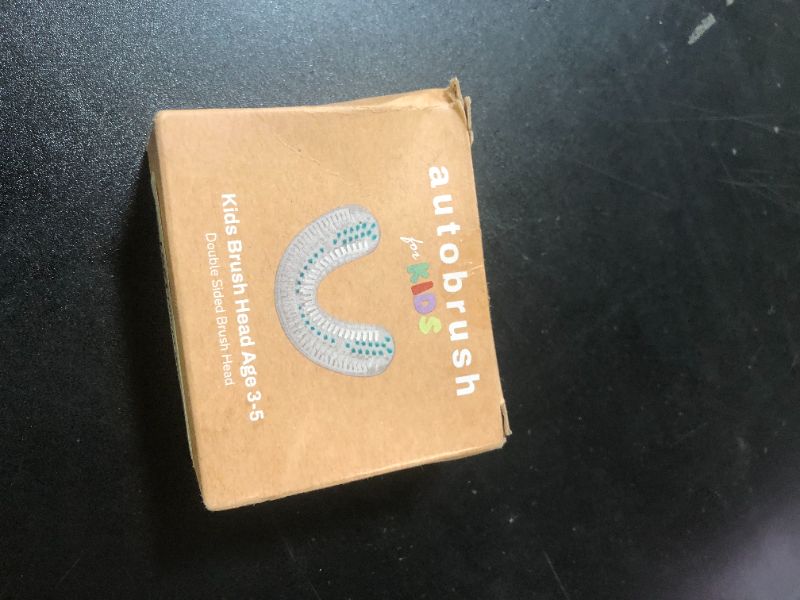 autobrush
for KIDS
Kids Brush Head Age 3-5
Double Sided Brush Head